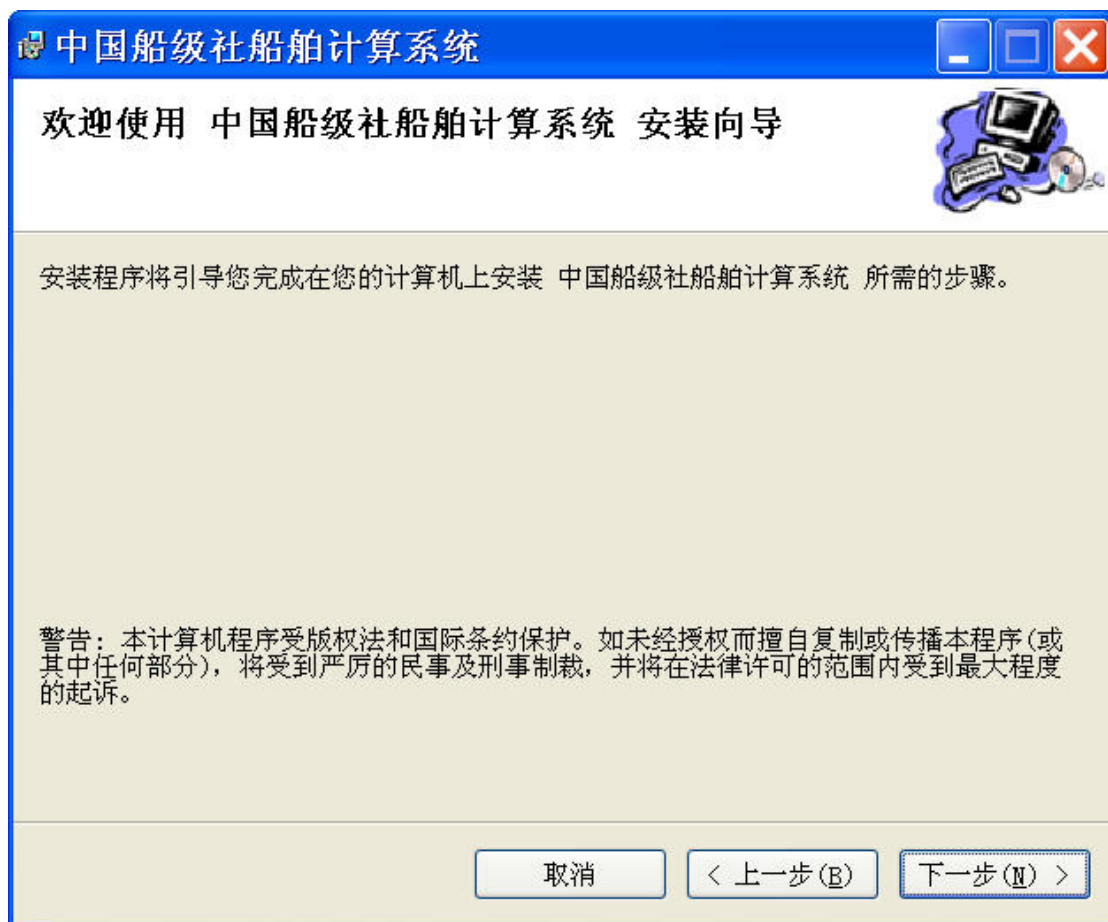 中国船级社船舶计算系统
欢迎使用 中国船级社船舶计算系统 安装向导
安装程序将引导您完成在您的计算机上安装 中国船级社船舶计算系统 所需的步骤。
警告: 本计算机程序受版权法和国际条约保护。如未经授权而擅自复制或传播本程序(或
其中任何部分), 将受到严厉的民事及刑事制裁, 并将在法律许可的范围内受到最大程度
的起诉。
取消
< 上一步(B)
下一步(N) >